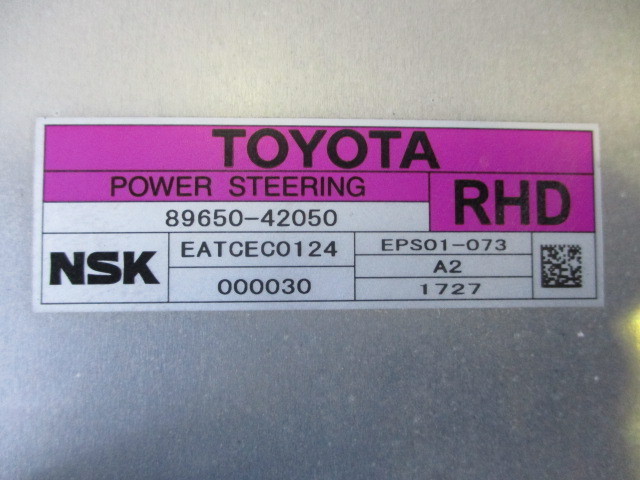 TOYOTA
POWER STEERING
RHD
89650-42050
NSK
EATCEC0124
EPS01-073
A2
000030
1727